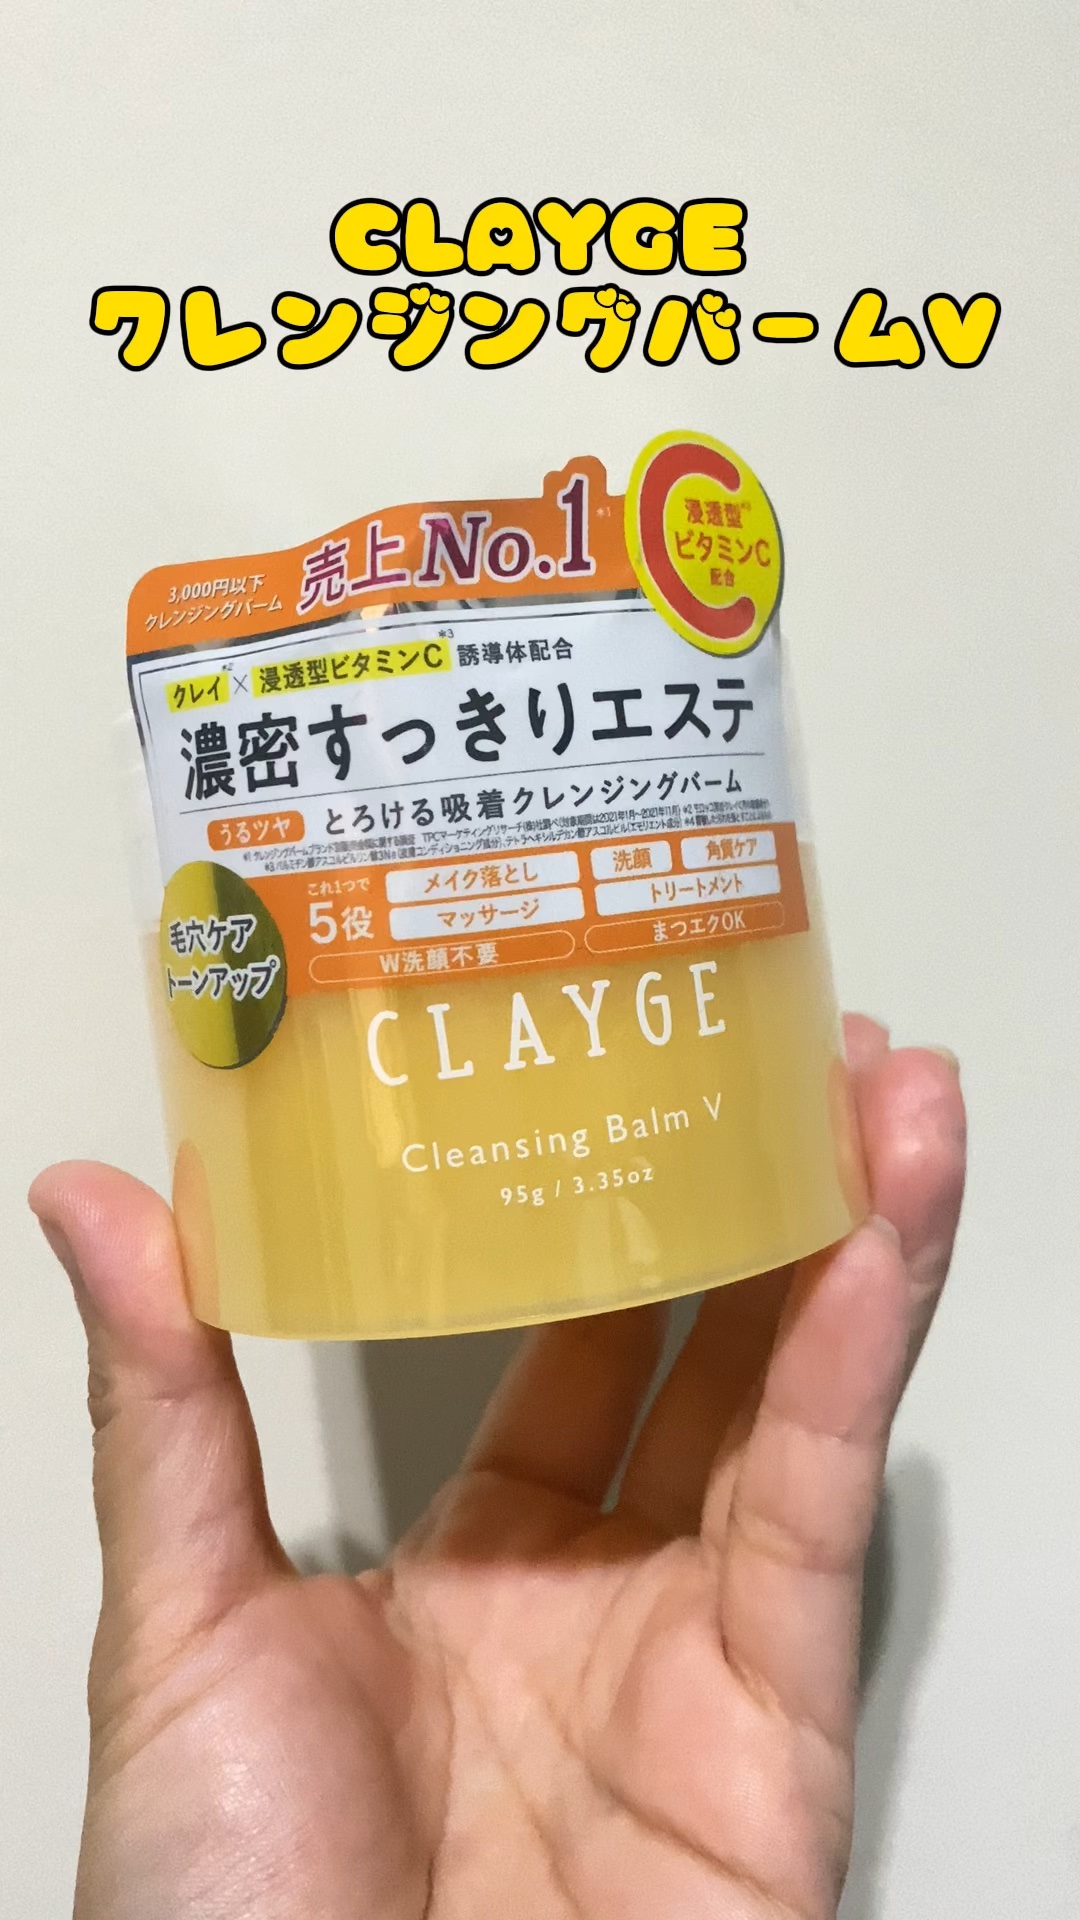 CLAYGE
クレンジングバームV
3,000円以下
クレンジングバーム
売上No.1 *1
浸透型*3
ビタミンC
配合
クレイ*2×浸透型ビタミンC*3誘導体配合
濃密すっきりエステ
うるツヤ とろける吸着クレンジングバーム
毛穴ケア
トーンアップ
これ1つで
5役
メイク落とし 洗顔 角質ケア
マッサージ トリートメント
W洗顔不要 まつエクOK
CLAYGE
Cleansing Balm V
95g / 3.35oz